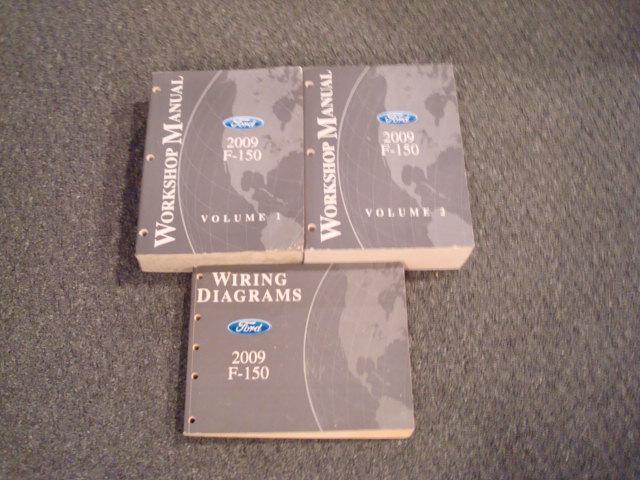 WORKSHOP MANUAL
Ford
2009
F-150
VOLUME 1
WORKSHOP MANUAL
Ford
2009
F-150
VOLUME 2
WIRING
DIAGRAMS
Ford
2009
F-150